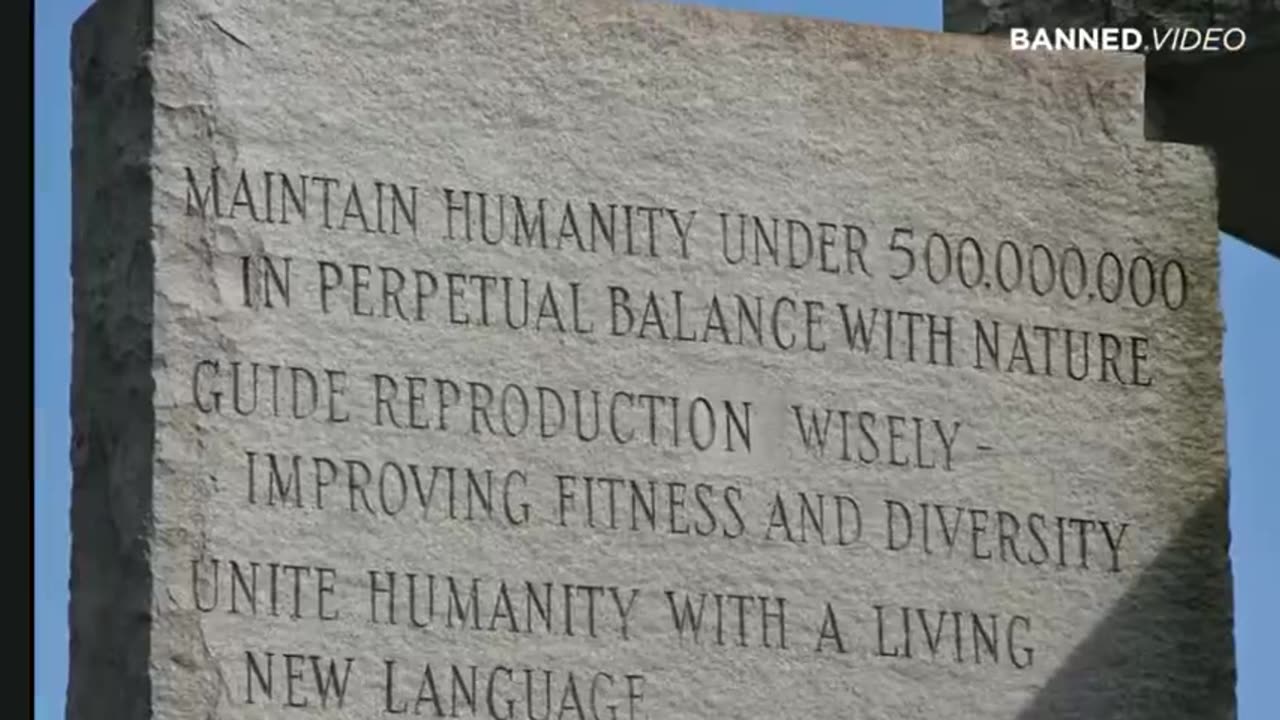 BANNED.VIDEO
MAINTAIN HUMANITY UNDER 500,000,000
IN PERPETUAL BALANCE WITH NATURE
GUIDE REPRODUCTION WISELY -
IMPROVING FITNESS AND DIVERSITY
UNITE HUMANITY WITH A LIVING
NEW LANGUAGE